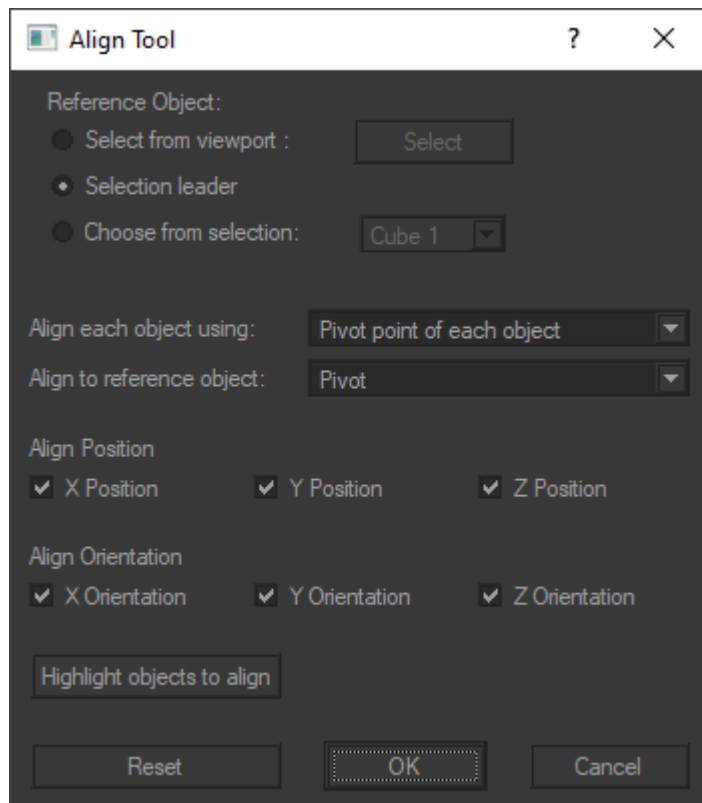 Align Tool ?
Reference Object:
Select from viewport : Select
Selection leader
Choose from selection: Cube 1
Align each object using: Pivot point of each object
Align to reference object: Pivot
Align Position
X Position Y Position Z Position
Align Orientation
X Orientation Y Orientation Z Orientation
Highlight objects to align
Reset OK Cancel